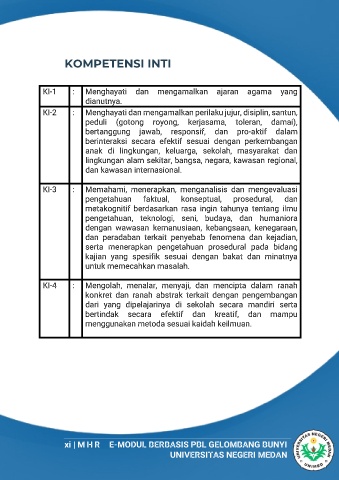 KOMPETENSI INTI
KI-1 : Menghayati dan mengamalkan ajaran agama yang
dianutnya.
KI-2 : Menghayati dan mengamalkan perilaku jujur, disiplin, santun,
peduli (gotong royong, kerjasama, toleran, damai),
bertanggung jawab, responsif, dan pro-aktif dalam
berinteraksi secara efektif sesuai dengan perkembangan
anak di lingkungan, keluarga, sekolah, masyarakat dan
lingkungan alam sekitar, bangsa, negara, kawasan regional,
dan kawasan internasional.
KI-3 : Memahami, menerapkan, menganalisis dan mengevaluasi
pengetahuan faktual, konseptual, prosedural, dan
metakognitif berdasarkan rasa ingin tahunya tentang ilmu
pengetahuan, teknologi, seni, budaya, dan humaniora
dengan wawasan kemanusiaan, kebangsaan, kenegaraan,
dan peradaban terkait penyebab fenomena dan kejadian,
serta menerapkan pengetahuan prosedural pada bidang
kajian yang spesifik sesuai dengan bakat dan minatnya
untuk memecahkan masalah.
KI-4 : Mengolah, menalar, menyaji, dan mencipta dalam ranah
konkret dan ranah abstrak terkait dengan pengembangan
dari yang dipelajarinya di sekolah secara mandiri serta
bertindak secara efektif dan kreatif, dan mampu
menggunakan metoda sesuai kaidah keilmuan.
xi | M H R E-MODUL BERBASIS PBL GELOMBANG BUNYI
UNIVERSITAS NEGERI MEDAN
UNIVERSITAS NEGERI MEDAN
UNIMED